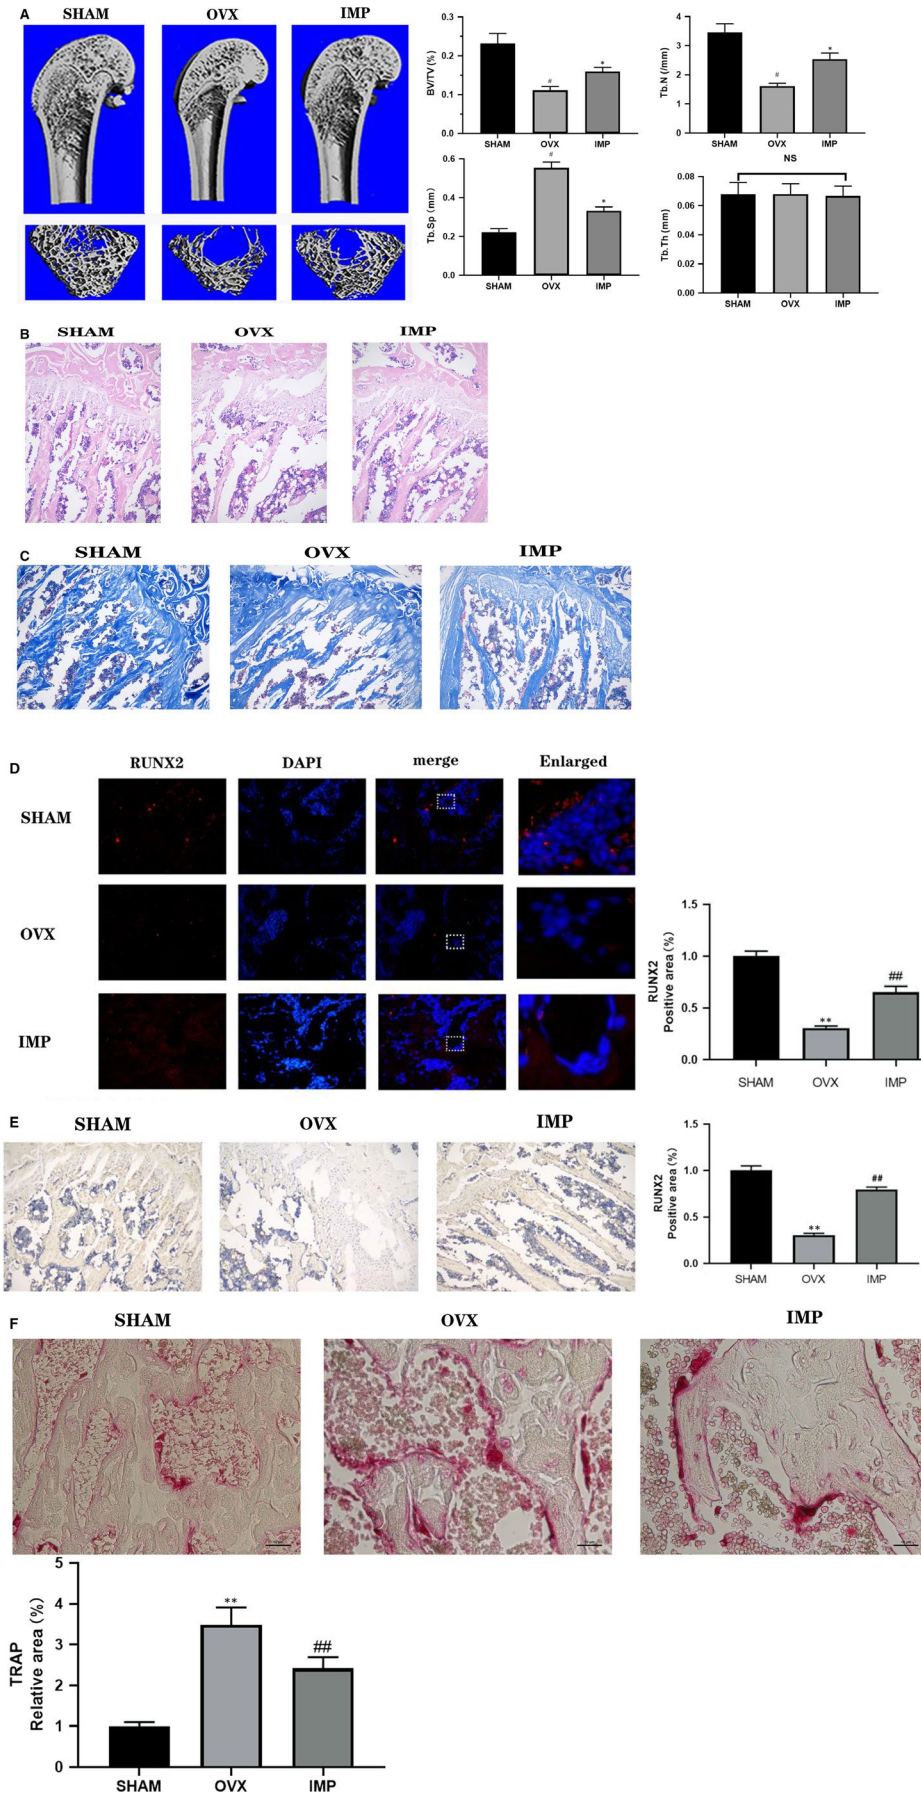 A
SHAM OVX IMP
BV/TV (%)
0.3
0.2
0.1
0.0
#
*
SHAM OVX IMP
Tb.N (/mm)
4
3
2
1
0
#
*
SHAM OVX IMP
Tb.Sp (mm)
0.6
0.4
0.2
0.0
#
*
SHAM OVX IMP
NS
Tb.Th (mm)
0.08
0.06
0.04
0.02
0.00
SHAM OVX IMP
B
SHAM OVX IMP
C
SHAM OVX IMP
D
RUNX2 DAPI merge Enlarged
SHAM
OVX
IMP
RUNX2
Positive area (%)
1.5
1.0
0.5
0.0
**
##
SHAM OVX IMP
E
SHAM OVX IMP
RUNX2
Positive area (%)
1.5
1.0
0.5
0.0
**
##
SHAM OVX IMP
F
SHAM OVX IMP
TRAP
Relative area (%)
5
4
3
2
1
0
**
##
SHAM OVX IMP